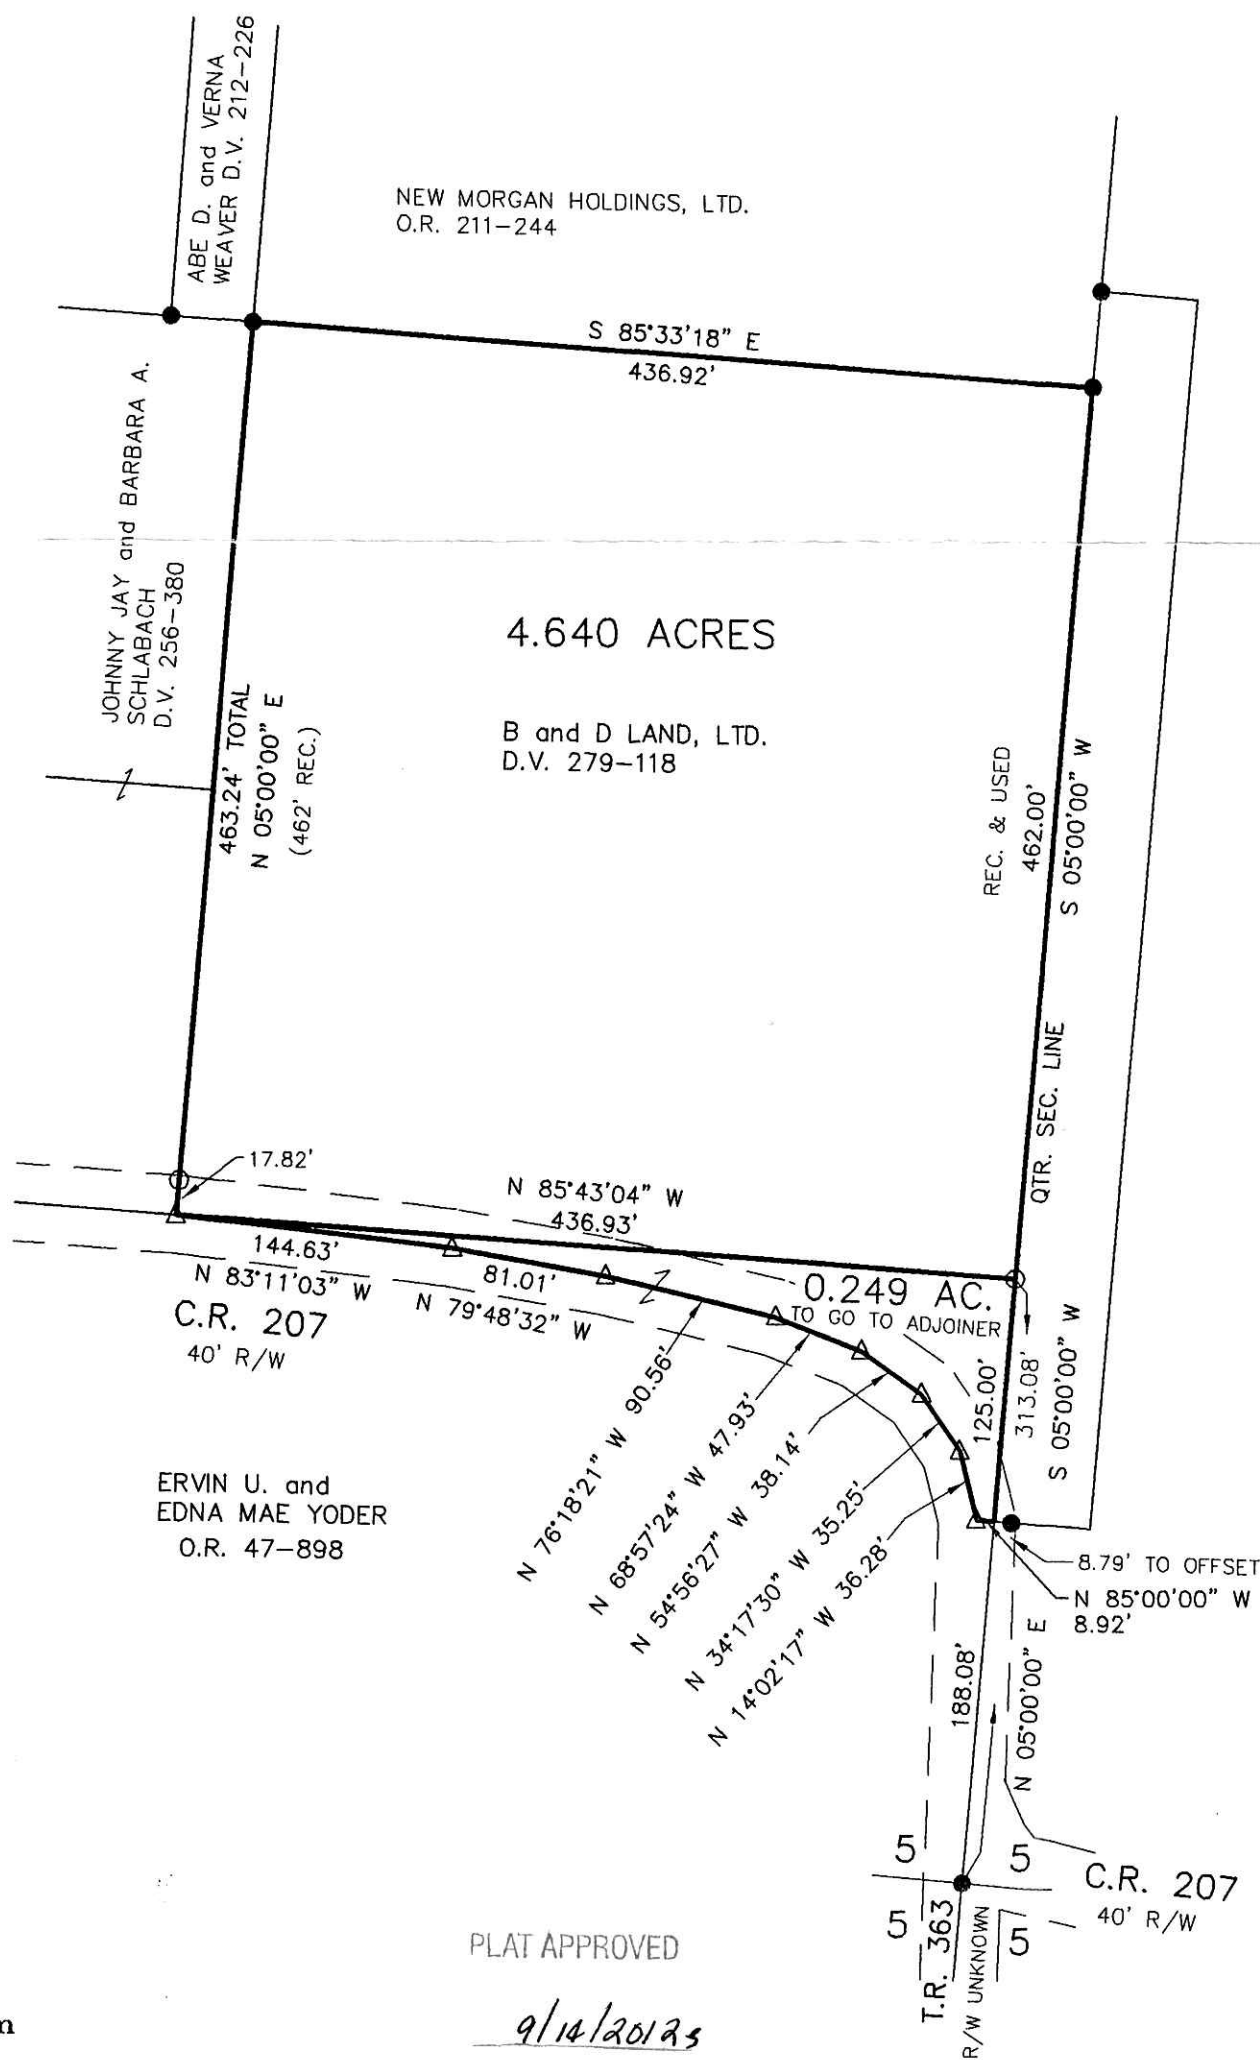 ABE D. and VERNA
WEAVER D.V. 212-226
NEW MORGAN HOLDINGS, LTD.
O.R. 211-244
S 85°33'18" E
436.92'
JOHNNY JAY and BARBARA A.
SCHLABACH
D.V. 256-380
4.640 ACRES
B and D LAND, LTD.
D.V. 279-118
463.24' TOTAL
N 05°00'00" E
(462' REC.)
REC. & USED
462.00'
S 05°00'00" W
QTR. SEC. LINE
17.82'
N 85°43'04" W
436.93'
144.63'
N 83°11'03" W
81.01'
N 79°48'32" W
C.R. 207
40' R/W
0.249 AC.
TO GO TO ADJOINER
125.00'
313.08'
S 05°00'00" W
N 76°18'21" W 90.56'
N 68°57'24" W 47.93'
N 54°56'27" W 38.14'
N 34°17'30" W 35.25'
N 14°02'17" W 36.28'
ERVIN U. and
EDNA MAE YODER
O.R. 47-898
8.79' TO OFFSET
N 85°00'00" W
8.92'
188.08'
N 05°00'00" E
5
5
5
5
C.R. 207
40' R/W
T.R. 363
R/W UNKNOWN
PLAT APPROVED
9/14/2012